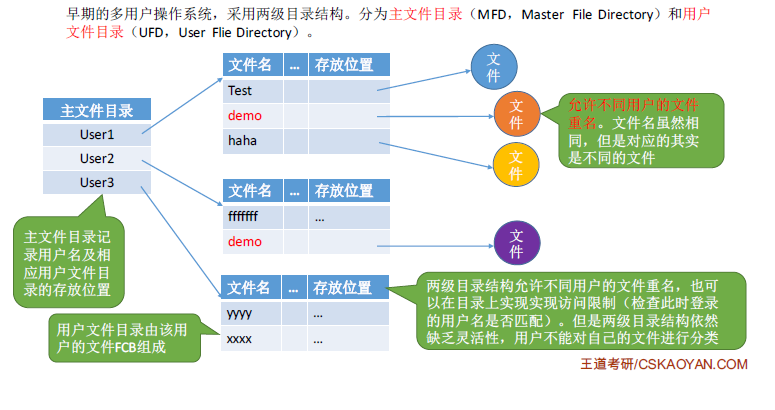 早期的多用户操作系统，采用两级目录结构。分为主文件目录（MFD，Master File Directory）和用户
文件目录（UFD，User Flie Directory）。
主文件目录
User1
User2
User3
主文件目录记
录用户名及相
应用户文件目
录的存放位置
文件名 ... 存放位置
Test
demo
haha
文
件
文
件
文
件
允许不同用户的文件
重名。文件名虽然相
同，但是对应的其实
是不同的文件
文件名 ... 存放位置
fffffff ...
demo
文
件
文件名 ... 存放位置
yyyy ...
xxxx ...
用户文件目录由该用
户的文件FCB组成
两级目录结构允许不同用户的文件重名，也可
以在目录上实现实现访问限制（检查此时登录
的用户名是否匹配）。但是两级目录结构依然
缺乏灵活性，用户不能对自己的文件进行分类
王道考研/CSKAOYAN.COM